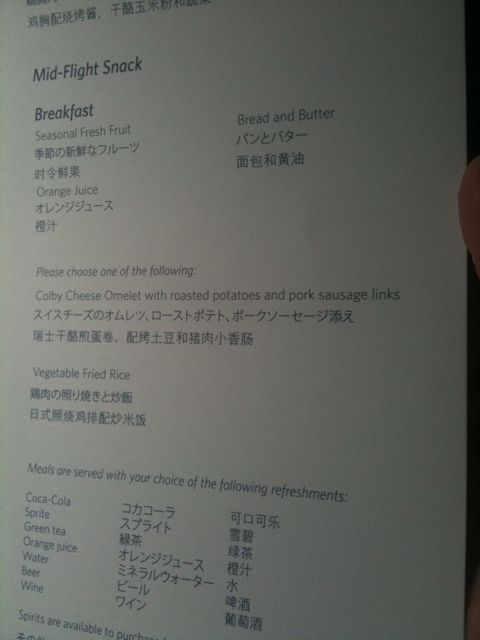 鸡胸配烧烤酱、干酪玉米粉和蔬菜
Mid-Flight Snack
Breakfast
Seasonal Fresh Fruit
季節の新鮮なフルーツ
时令鲜果
Orange Juice
オレンジジュース
橙汁
Bread and Butter
パンとバター
面包和黄油
Please choose one of the following:
Colby Cheese Omelet with roasted potatoes and pork sausage links
スイスチーズのオムレツ、ローストポテト、ポークソーセージ添え
瑞士干酪煎蛋卷，配烤土豆和猪肉小香肠
Vegetable Fried Rice
鶏肉の照り焼きと炒飯
日式照烧鸡排配炒米饭
Meals are served with your choice of the following refreshments:
Coca-Cola コカコーラ 可口可乐
Sprite スプライト 雪碧
Green tea 緑茶 绿茶
Orange juice オレンジジュース 橙汁
Water ミネラルウォーター 水
Beer ビール 啤酒
Wine ワイン 葡萄酒
Spirits are available to purchase